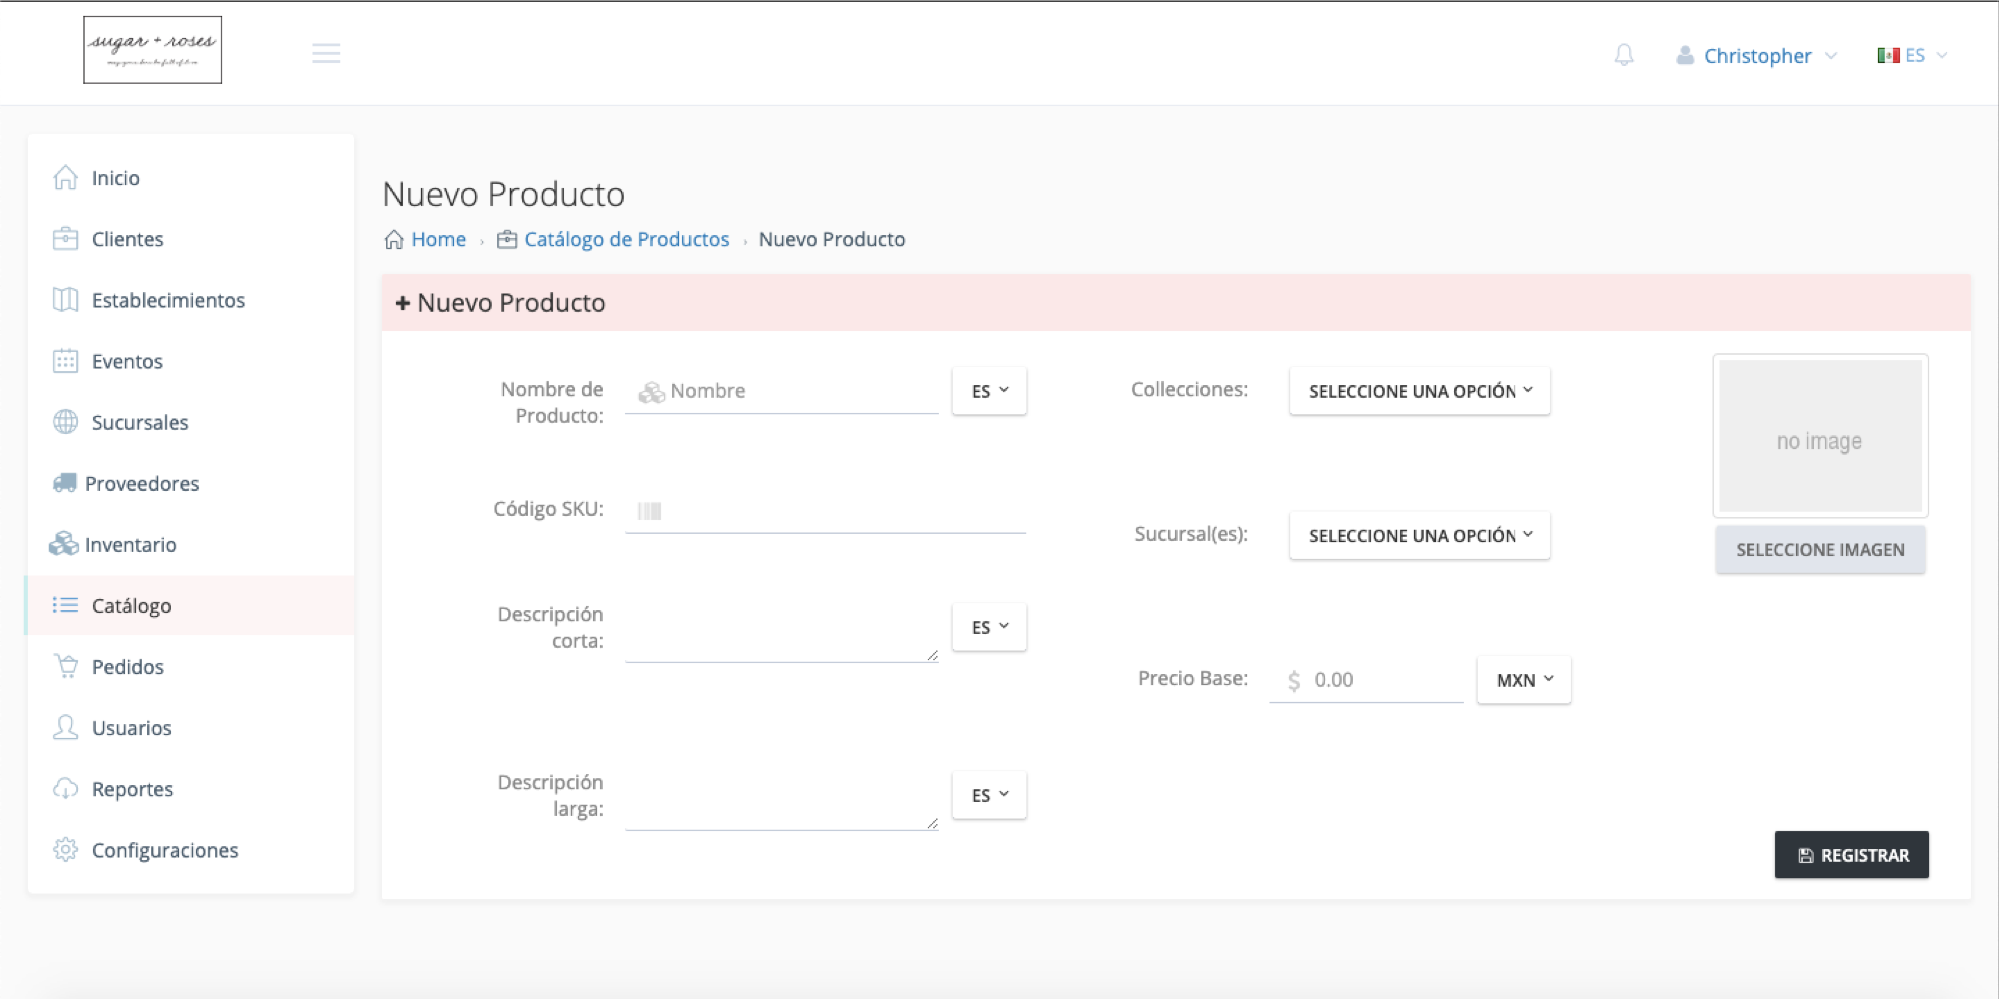 sugar + roses
Christopher
ES
Inicio
Clientes
Establecimientos
Eventos
Sucursales
Proveedores
Inventario
Catálogo
Pedidos
Usuarios
Reportes
Configuraciones
Nuevo Producto
Home › Catálogo de Productos › Nuevo Producto
+ Nuevo Producto
Nombre de
Producto:
Nombre
ES
Código SKU:
Descripción
corta:
ES
Descripción
larga:
ES
Collecciones:
SELECCIONE UNA OPCIÓN
Sucursal(es):
SELECCIONE UNA OPCIÓN
Precio Base:
$ 0.00
MXN
no image
SELECCIONE IMAGEN
REGISTRAR